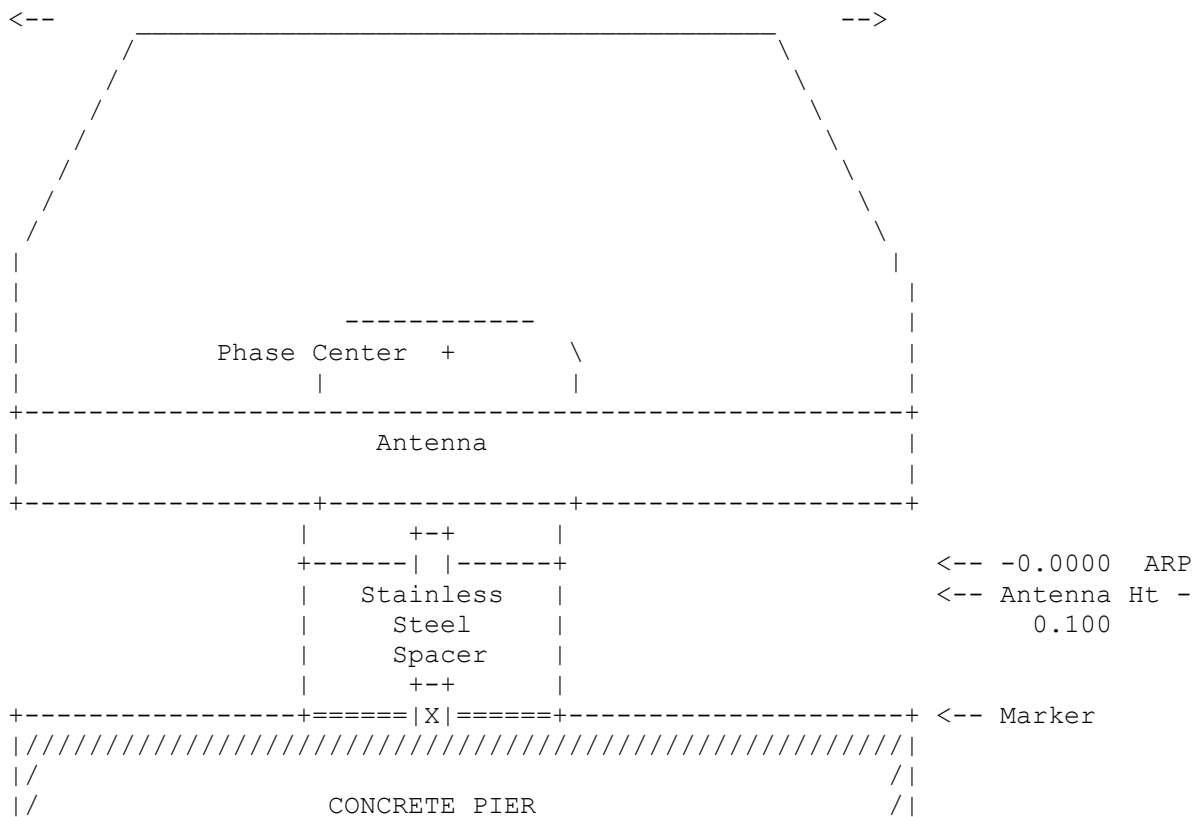 <-- -->
Phase Center +
Antenna
<-- -0.0000 ARP
Stainless <-- Antenna Ht -
Steel 0.100
Spacer
X <-- Marker
CONCRETE PIER